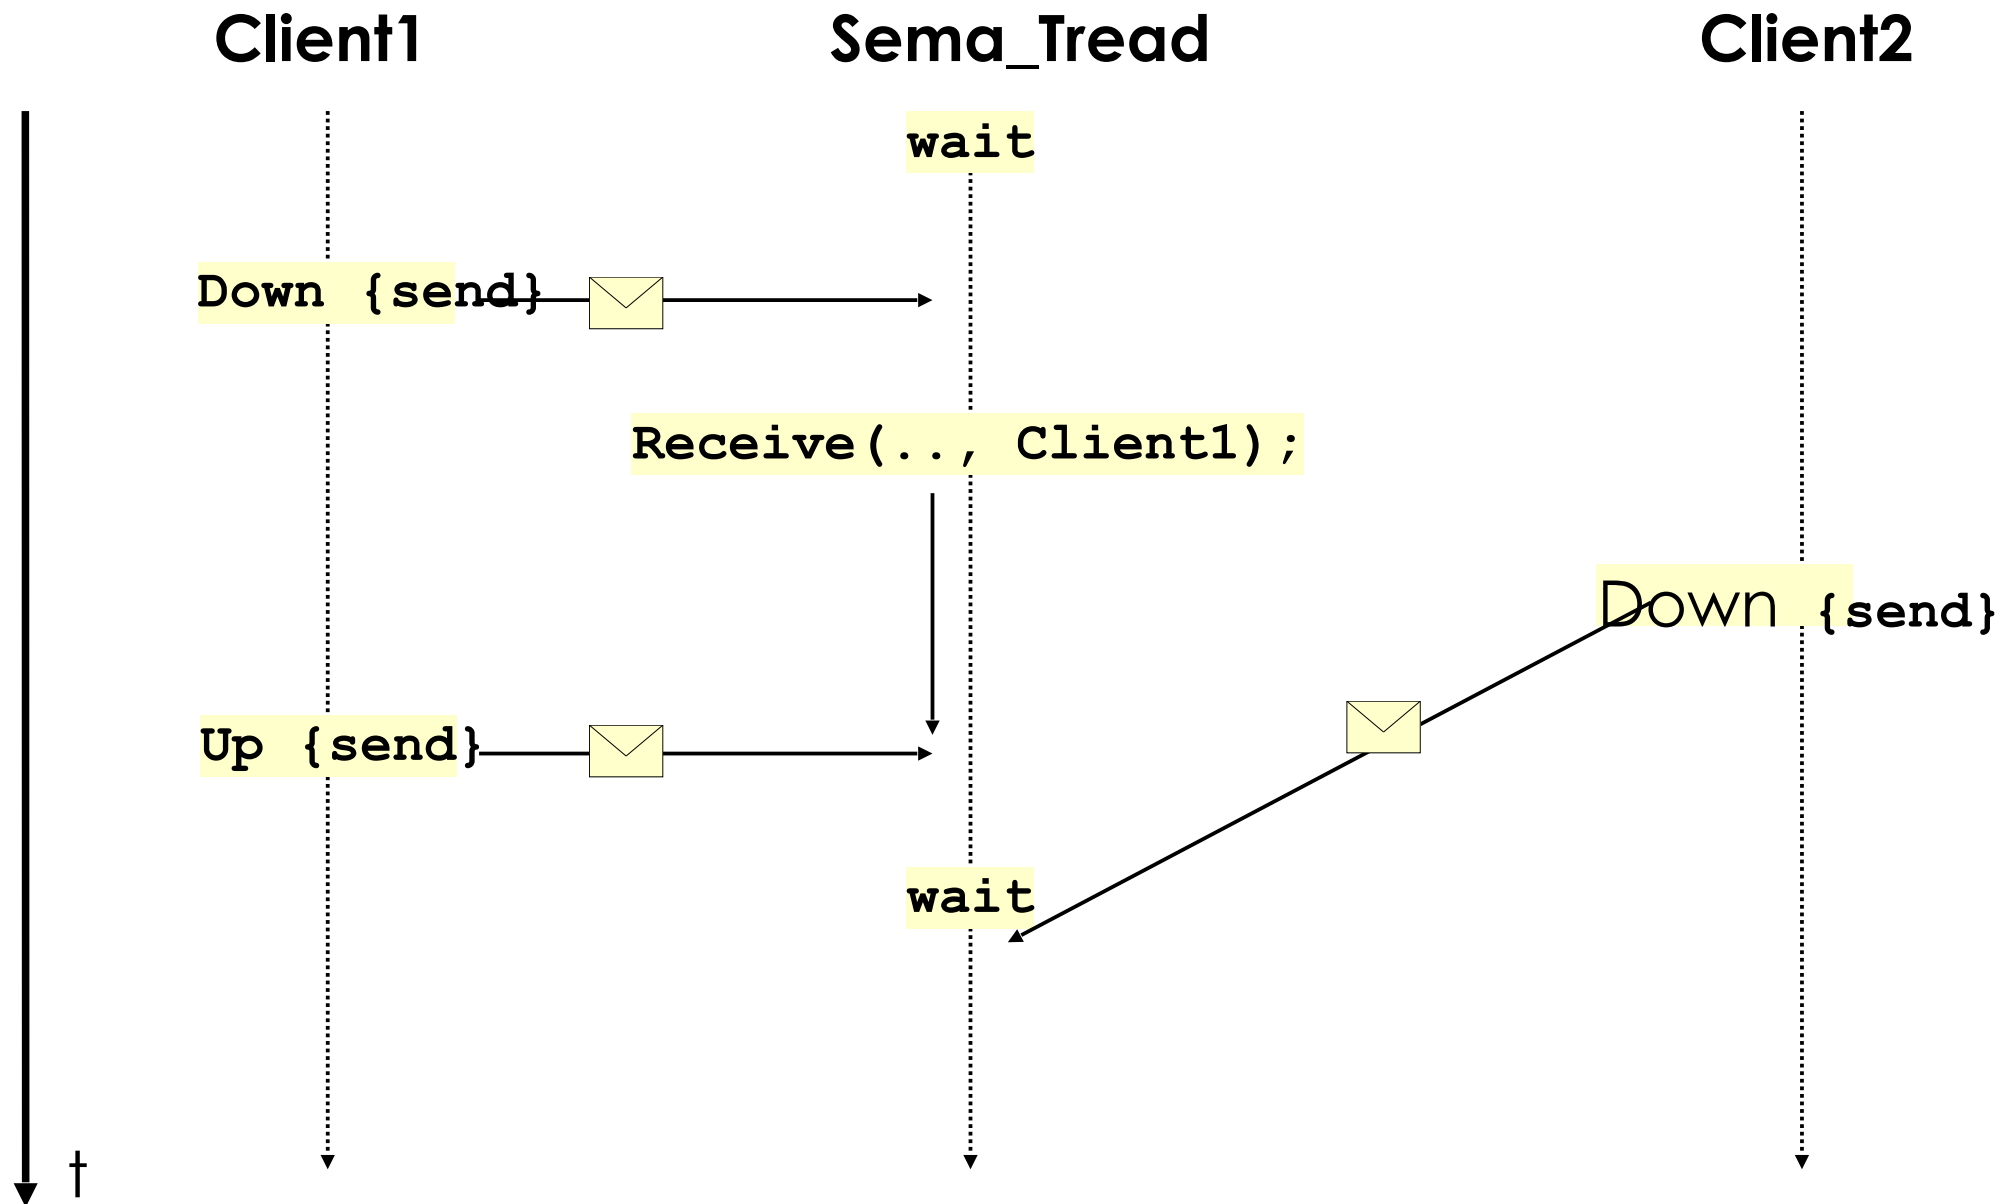 Client1
Sema_Tread
Client2
wait
Down {send}
Receive(.., Client1);
Down {send}
Up {send}
wait
t